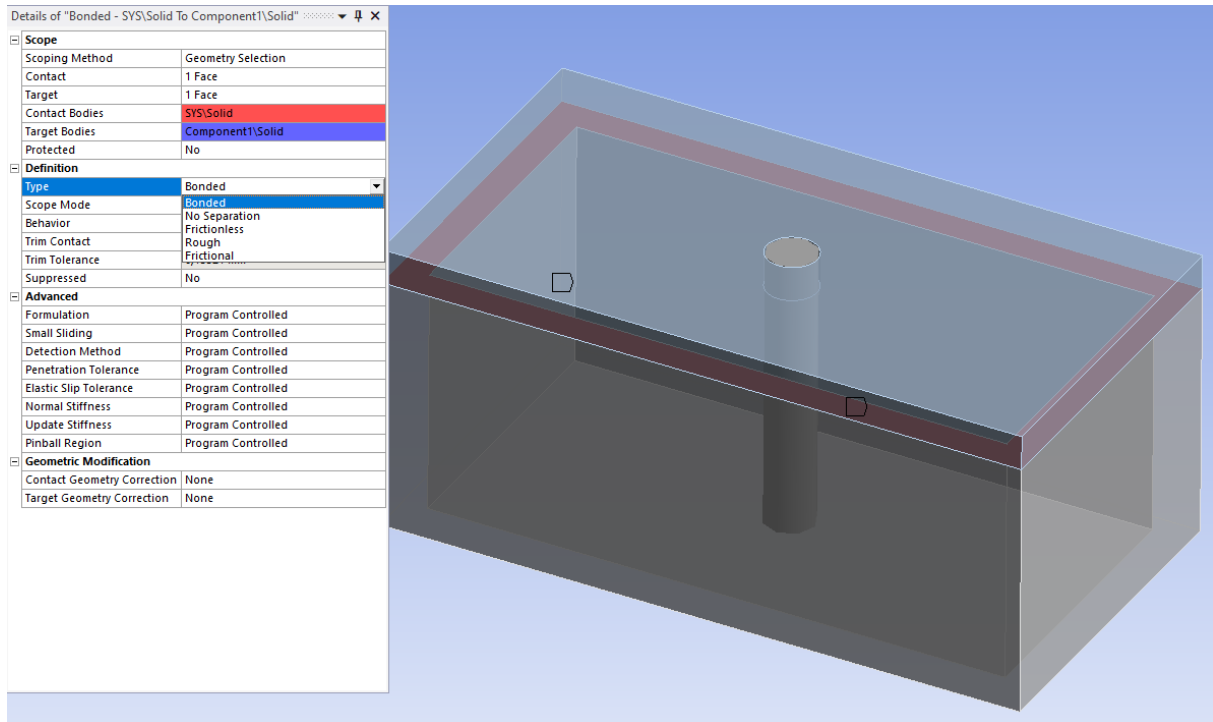 Details of "Bonded - SYS\Solid To Component1\Solid"
Scope
Scoping Method Geometry Selection
Contact 1 Face
Target 1 Face
Contact Bodies SYS\Solid
Target Bodies Component1\Solid
Protected No
Definition
Type Bonded
Scope Mode Bonded
No Separation
Behavior Frictionless
Trim Contact Rough
Frictional
Trim Tolerance
Suppressed No
Advanced
Formulation Program Controlled
Small Sliding Program Controlled
Detection Method Program Controlled
Penetration Tolerance Program Controlled
Elastic Slip Tolerance Program Controlled
Normal Stiffness Program Controlled
Update Stiffness Program Controlled
Pinball Region Program Controlled
Geometric Modification
Contact Geometry Correction None
Target Geometry Correction None